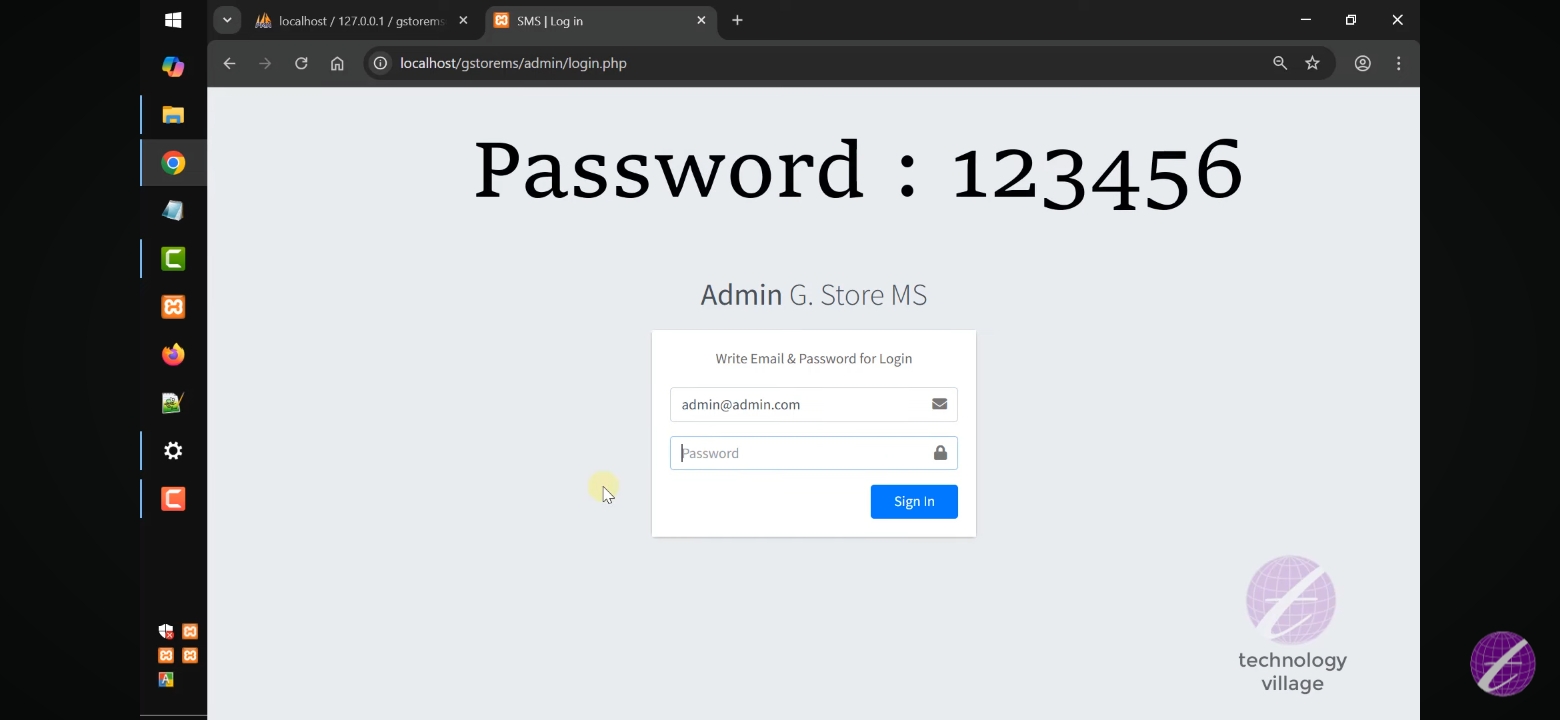 localhost / 127.0.0.1 / gstorems
SMS | Log in
localhost/gstorems/admin/login.php
Password : 123456
Admin G. Store MS
Write Email & Password for Login
admin@admin.com
Password
Sign In
technology
village